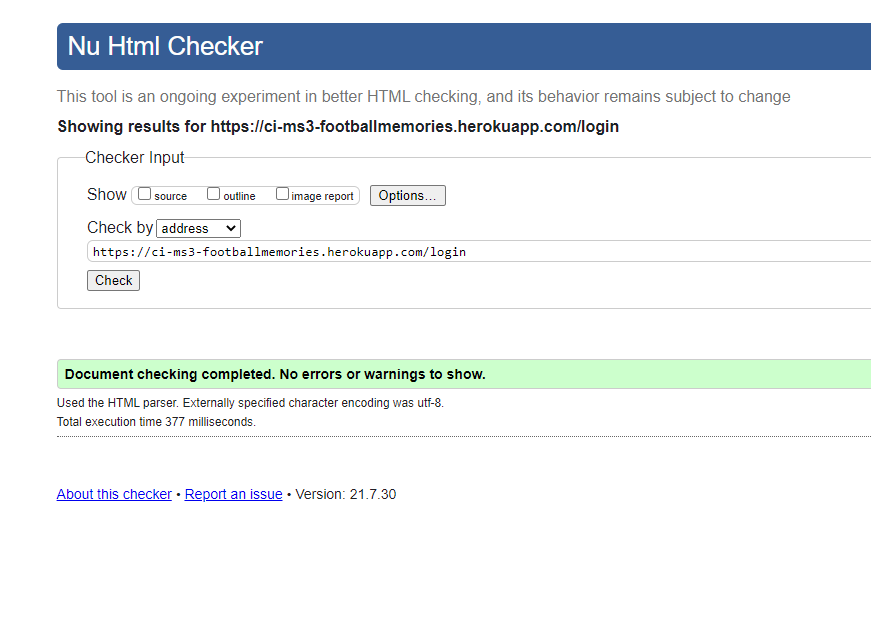 Nu Html Checker
This tool is an ongoing experiment in better HTML checking, and its behavior remains subject to change
Showing results for https://ci-ms3-footballmemories.herokuapp.com/login
Checker Input
Show source outline image report Options...
Check by address
https://ci-ms3-footballmemories.herokuapp.com/login
Check
Document checking completed. No errors or warnings to show.
Used the HTML parser. Externally specified character encoding was utf-8.
Total execution time 377 milliseconds.
About this checker • Report an issue • Version: 21.7.30